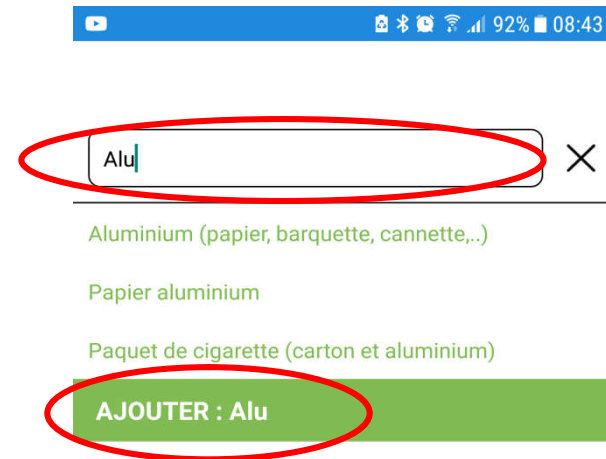 92% 08:43
Alu
Aluminium (papier, barquette, cannette,..)
Papier aluminium
Paquet de cigarette (carton et aluminium)
AJOUTER : Alu